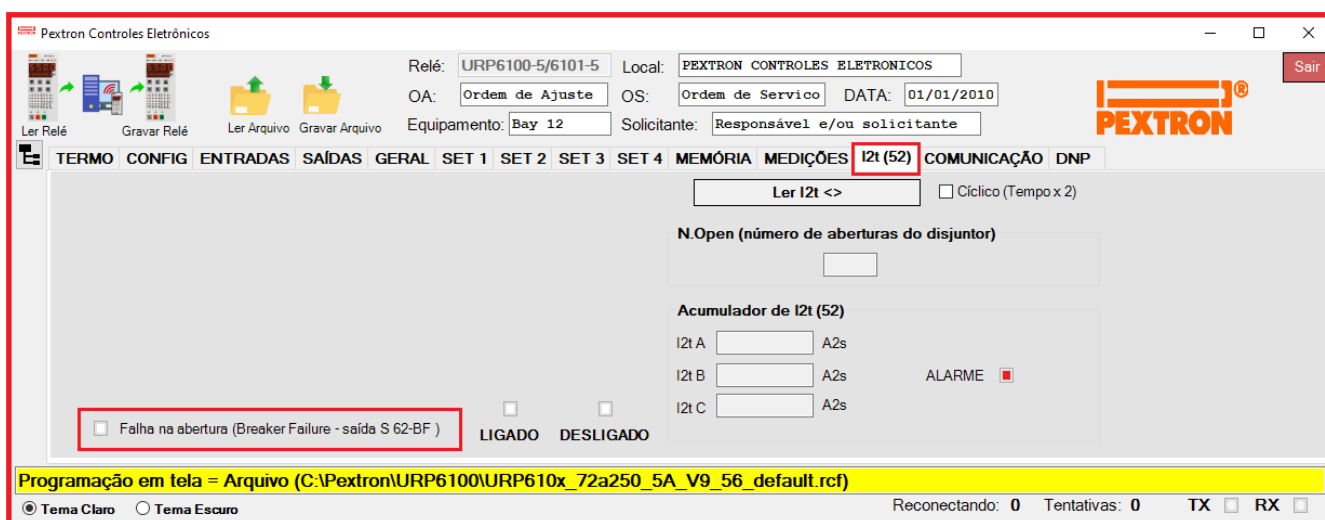 Pextron Controles Eletrônicos
Relé: URP6100-5/6101-5 Local: PEXTRON CONTROLES ELETRONICOS Sair
OA: Ordem de Ajuste OS: Ordem de Servico DATA: 01/01/2010
Ler Relé Gravar Relé Ler Arquivo Gravar Arquivo Equipamento: Bay 12 Solicitante: Responsável e/ou solicitante PEXTRON ®
TERMO CONFIG ENTRADAS SAÍDAS GERAL SET 1 SET 2 SET 3 SET 4 MEMÓRIA MEDIÇÕES I2t (52) COMUNICAÇÃO DNP
Ler I2t <> Cíclico (Tempo x 2)
N.Open (número de aberturas do disjuntor)
Acumulador de I2t (52)
I2t A A2s
I2t B A2s ALARME
I2t C A2s
Falha na abertura (Breaker Failure - saída S 62-BF ) LIGADO DESLIGADO
Programação em tela = Arquivo (C:\Pextron\URP6100\URP610x_72a250_5A_V9_56_default.rcf)
Tema Claro Tema Escuro Reconectando: 0 Tentativas: 0 TX RX